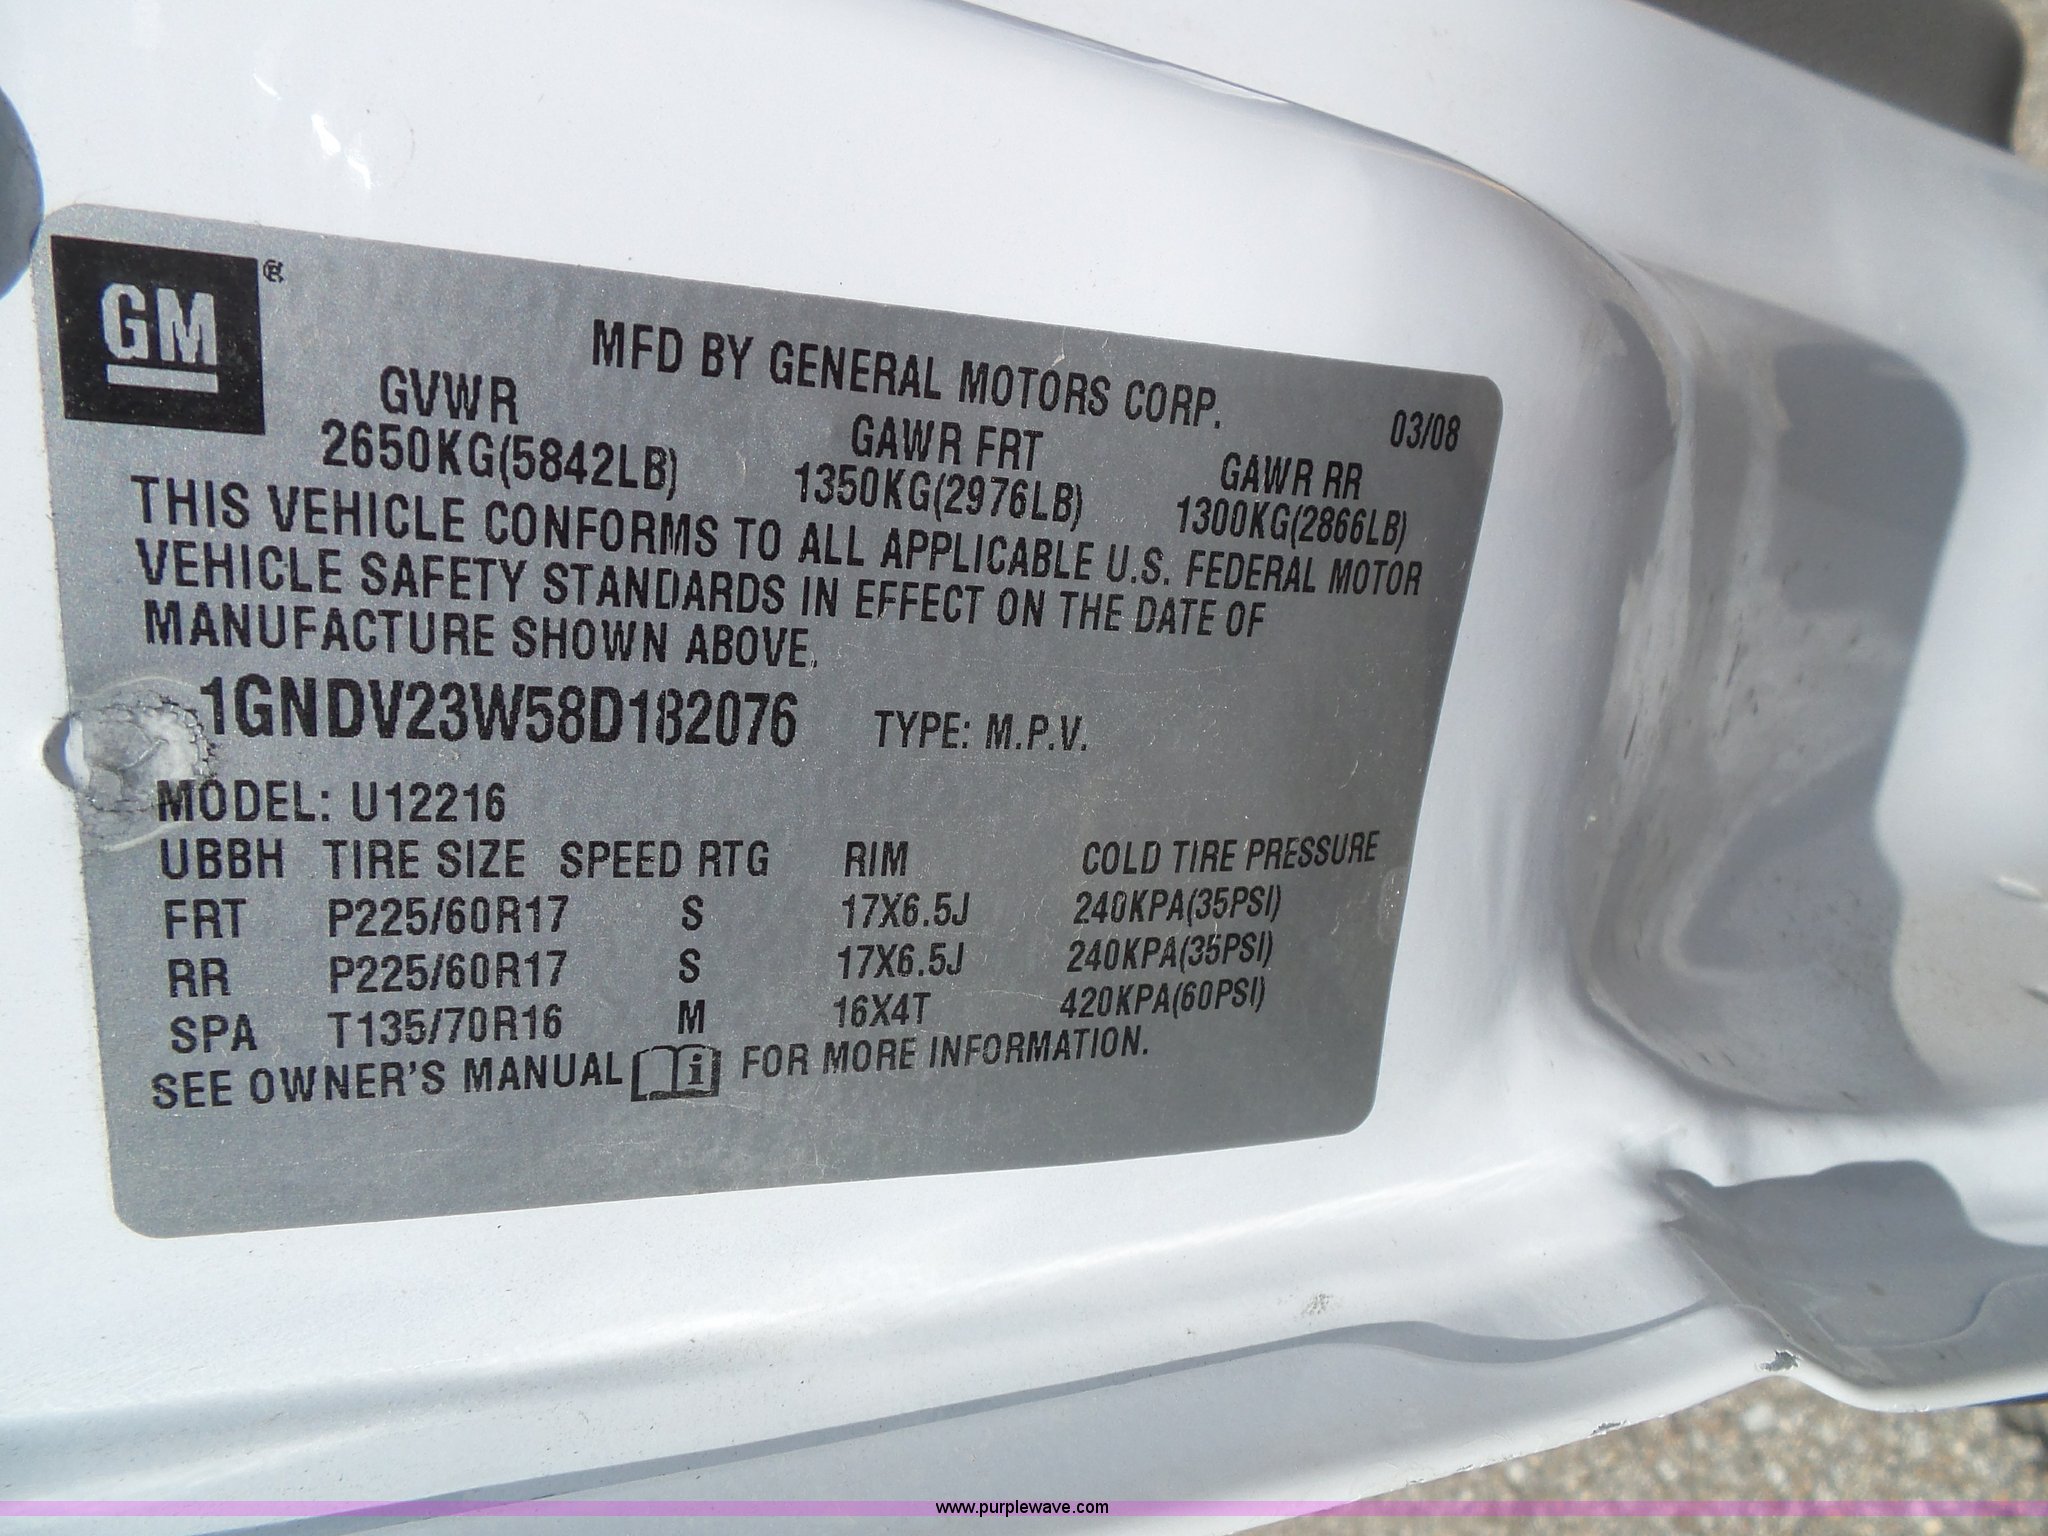 GM®
MFD BY GENERAL MOTORS CORP.
03/08
GVWR GAWR FRT GAWR RR
2650KG(5842LB) 1350KG(2976LB) 1300KG(2866LB)
THIS VEHICLE CONFORMS TO ALL APPLICABLE U.S. FEDERAL MOTOR
VEHICLE SAFETY STANDARDS IN EFFECT ON THE DATE OF
MANUFACTURE SHOWN ABOVE.
1GNDV23W58D182076 TYPE: M.P.V.
MODEL: U12216
UBBH TIRE SIZE SPEED RTG RIM COLD TIRE PRESSURE
FRT P225/60R17 S 17X6.5J 240KPA(35PSI)
RR P225/60R17 S 17X6.5J 240KPA(35PSI)
SPA T135/70R16 M 16X4T 420KPA(60PSI)
SEE OWNER'S MANUAL i FOR MORE INFORMATION.
www.purplewave.com